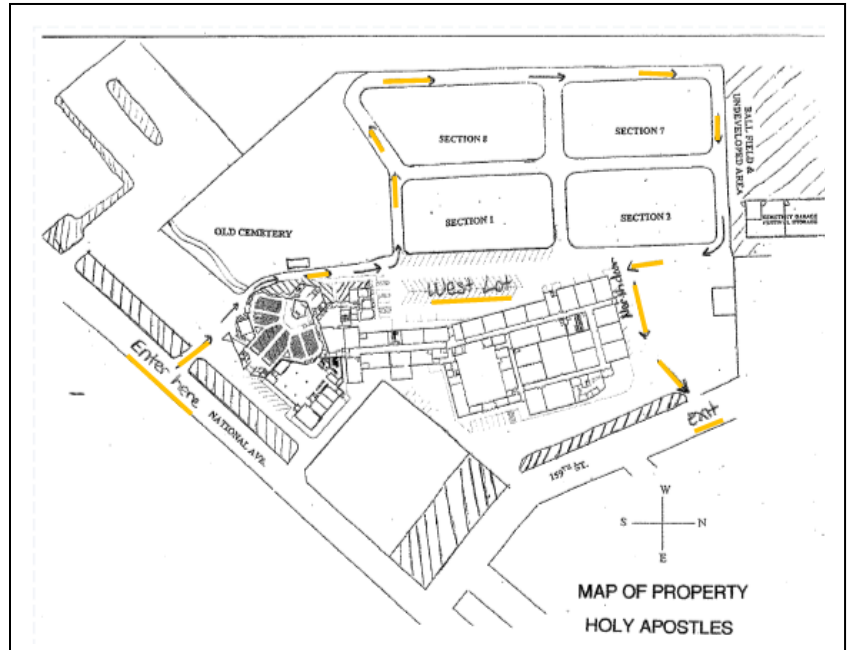 SECTION 8
SECTION 7
BALL FIELD &
UNDEVELOPED AREA
SECTION 1
SECTION 2
OLD CEMETERY
West Lot
Enter here
NATIONAL AVE.
Exit
159TH ST.
W
S
N
E
MAP OF PROPERTY
HOLY APOSTLES